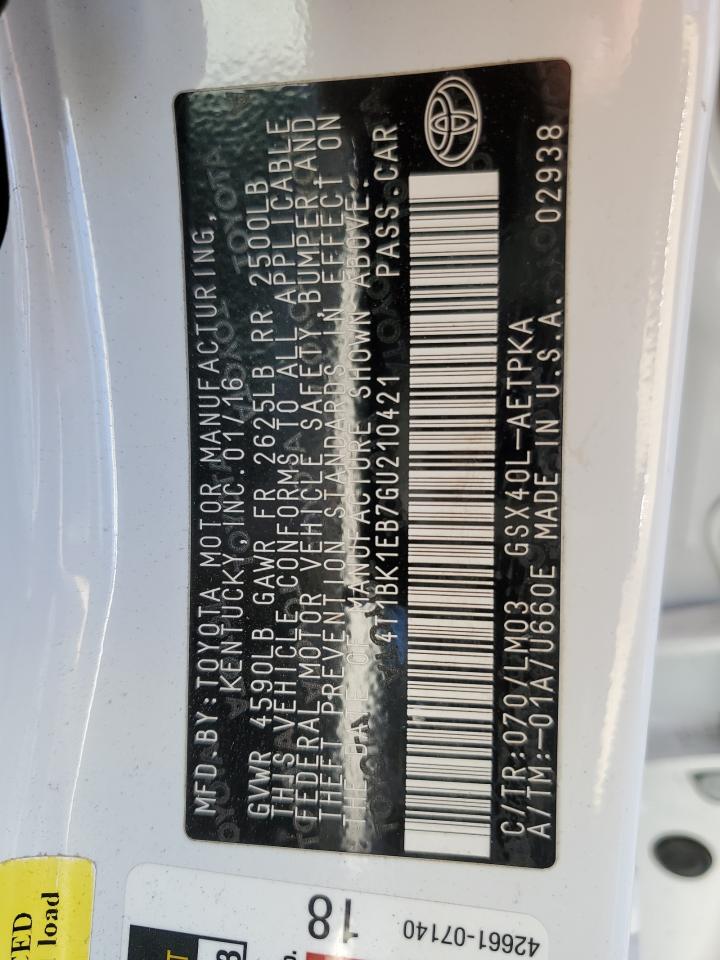 MFD BY: TOYOTA MOTOR MANUFACTURING,
KENTUCKY, INC. 01/16
GVWR 4590LB GAWR FR 2625LB RR 2500LB
THIS VEHICLE CONFORMS TO ALL APPLICABLE
FEDERAL MOTOR VEHICLE SAFETY, BUMPER, AND
THEFT PREVENTION STANDARDS IN EFFECT ON
THE DATE OF MANUFACTURE SHOWN ABOVE.
4T1BK1EB7GU210421 PASS.CAR
C/TR: 070/LM03 GSX40L-AETPKA
A/TM:-01A/U660E MADE IN U.S.A. 02938
load
18
42661-07140